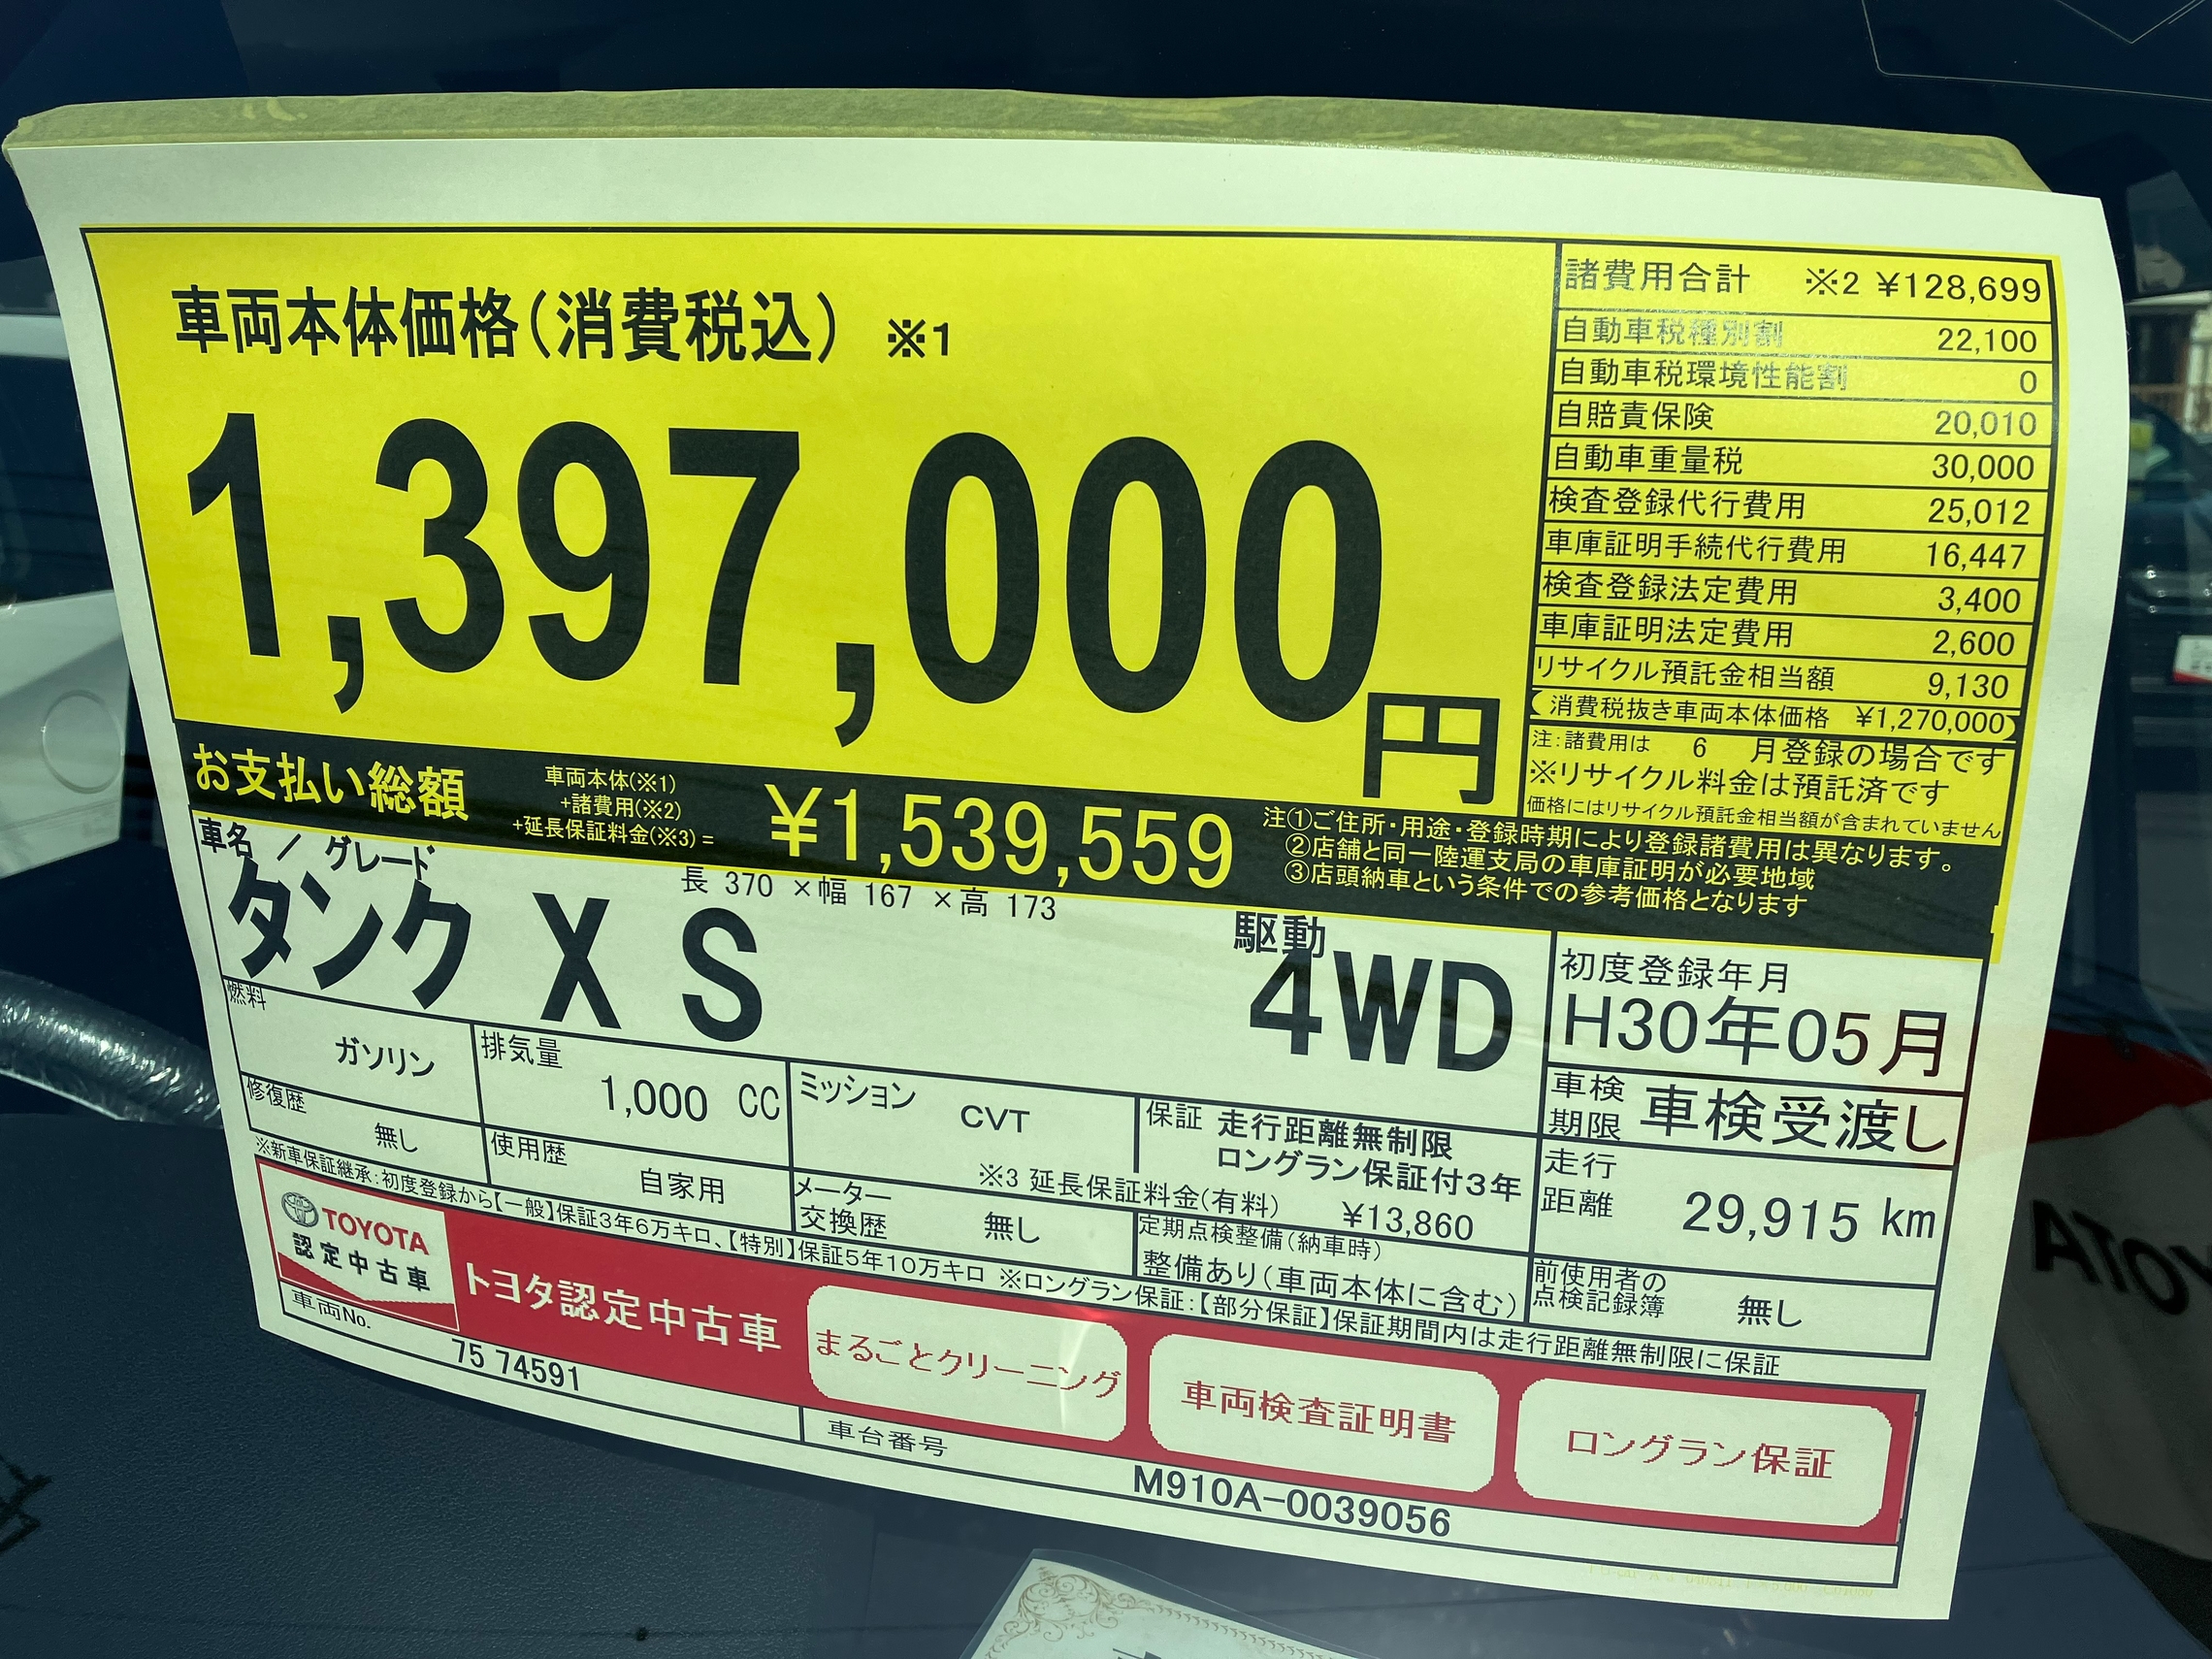 車両本体価格(消費税込) ※1
1,397,000円
諸費用合計 ※2 ¥128,699
自動車税種別割 22,100
自動車税環境性能割 0
自賠責保険 20,010
自動車重量税 30,000
検査登録代行費用 25,012
車庫証明手続代行費用 16,447
検査登録法定費用 3,400
車庫証明法定費用 2,600
リサイクル預託金相当額 9,130
(消費税抜き車両本体価格 ¥1,270,000)
注:諸費用は 6 月登録の場合です
※リサイクル料金は預託済です
価格にはリサイクル預託金相当額が含まれていません
お支払い総額
車両本体(※1)
+諸費用(※2)
+延長保証料金(※3)=
¥1,539,559
注①ご住所・用途・登録時期により登録諸費用は異なります。
②店舗と同一陸運支局の車庫証明が必要地域
③店頭納車という条件での参考価格となります
車名 / グレード
長 370 ×幅 167 ×高 173
タンク X S
駆動
4WD
初度登録年月
H30年05月
燃料
ガソリン
排気量
1,000 CC
ミッション
CVT
保証 走行距離無制限
ロングラン保証付3年
※3 延長保証料金(有料) ¥13,860
車検
期限 車検受渡し
修復歴
無し
使用歴
自家用
メーター
交換歴 無し
定期点検整備(納車時)
整備あり(車両本体に含む)
走行
距離 29,915 km
前使用者の
点検記録簿 無し
※新車保証継承:初度登録から【一般】保証3年6万キロ、【特別】保証5年10万キロ ※ロングラン保証:【部分保証】保証期間内は走行距離無制限に保証
TOYOTA
認定中古車
トヨタ認定中古車
まるごとクリーニング
車両検査証明書
ロングラン保証
車両No.
75 74591
車台番号
M910A-0039056